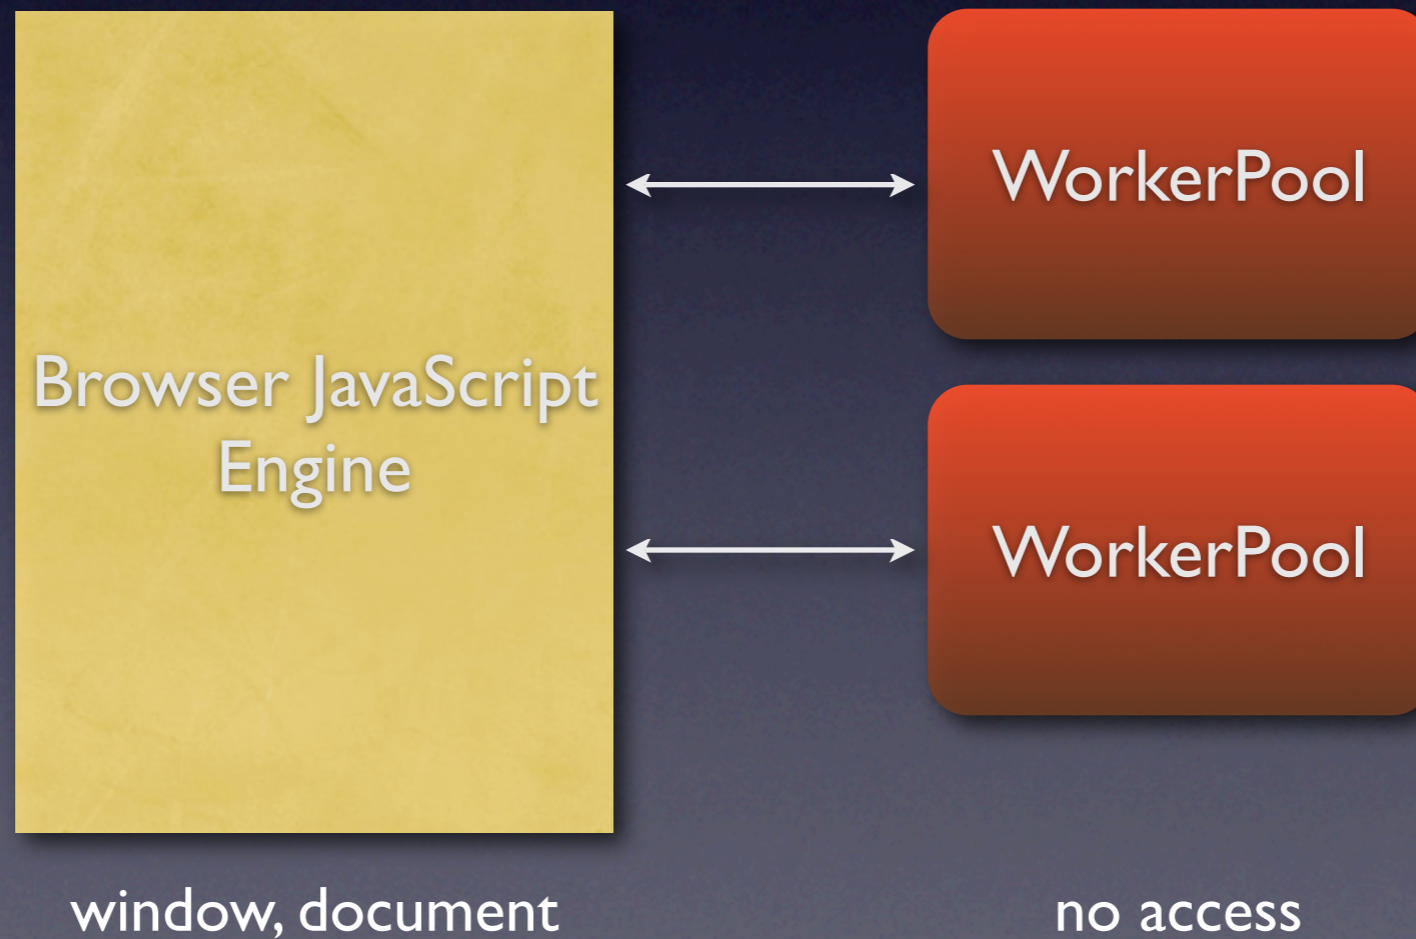 Browser JavaScript
Engine
WorkerPool
WorkerPool
window, document
no access